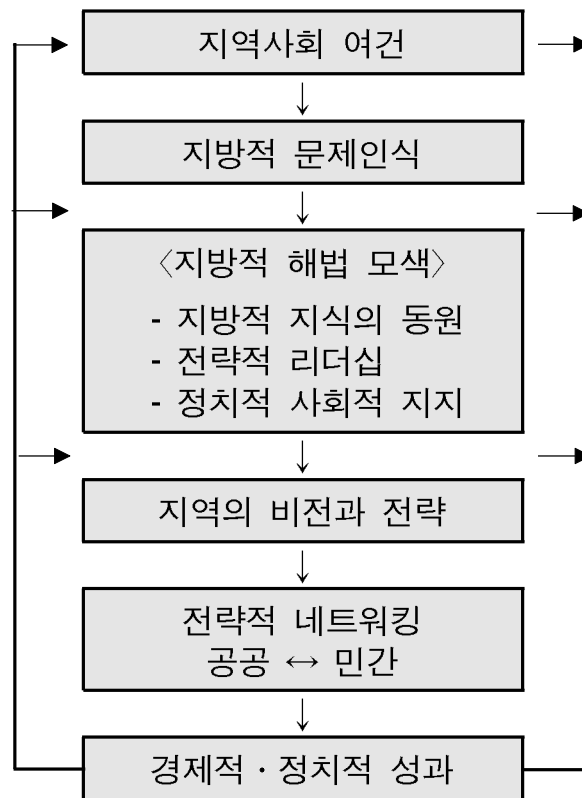 지역사회 여건
지방적 문제인식
〈지방적 해법 모색〉
- 지방적 지식의 동원
- 전략적 리더십
- 정치적 사회적 지지
지역의 비전과 전략
전략적 네트워킹
공공 ↔ 민간
경제적·정치적 성과